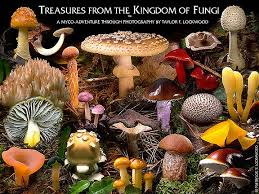 Treasures from the Kingdom of Fungi
A Myco-Adventure Through Photography by Taylor F. Lockwood